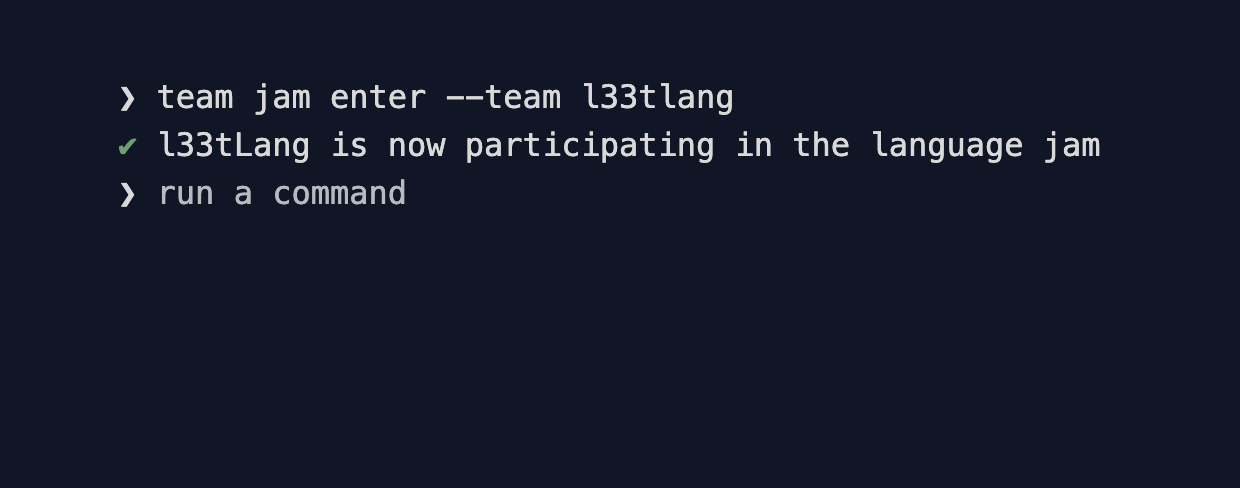 ❯ team jam enter --team l33tlang
✔ l33tLang is now participating in the language jam
❯ run a command